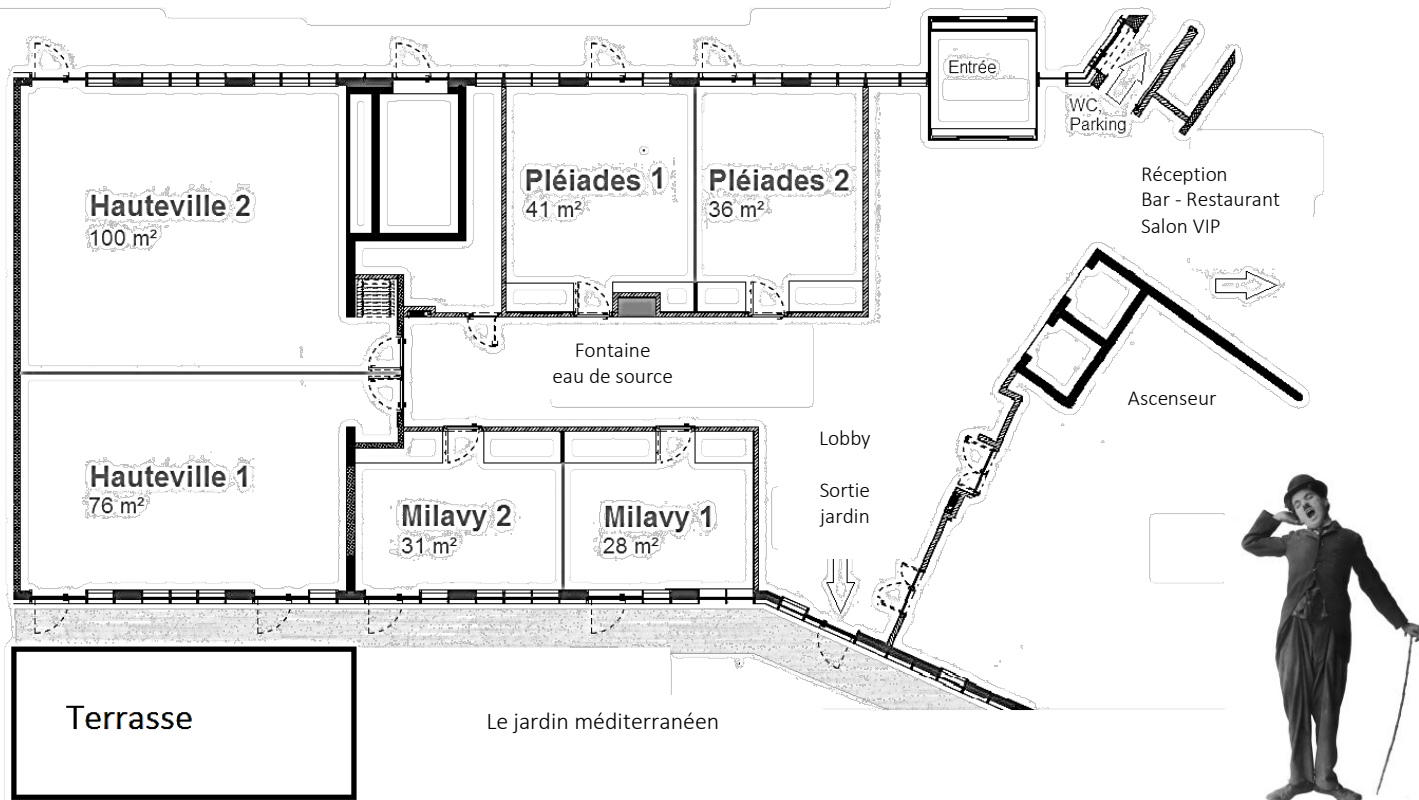 Entrée
WC,
Parking
Réception
Bar - Restaurant
Salon VIP
Pléiades 1
41 m²
Pléiades 2
36 m²
Hauteville 2
100 m²
Fontaine
eau de source
Ascenseur
Lobby
Sortie
jardin
Hauteville 1
76 m²
Milavy 2
31 m²
Milavy 1
28 m²
Terrasse
Le jardin méditerranéen